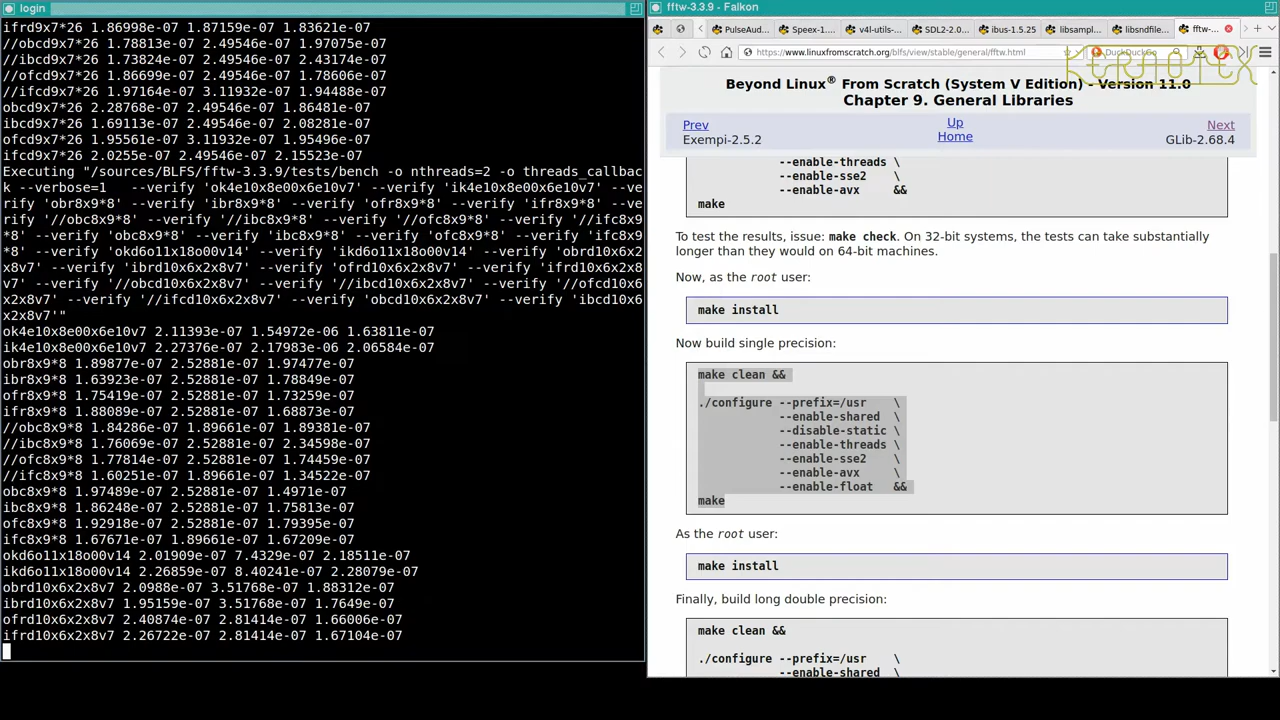 login
ifrd9x7*26 1.86998e-07 1.87159e-07 1.83621e-07
//obcd9x7*26 1.78813e-07 2.49546e-07 1.97075e-07
//ibcd9x7*26 1.73824e-07 2.49546e-07 2.43174e-07
//ofcd9x7*26 1.86699e-07 2.49546e-07 1.78606e-07
//ifcd9x7*26 1.97164e-07 3.11932e-07 1.94488e-07
obcd9x7*26 2.28768e-07 2.49546e-07 1.86481e-07
ibcd9x7*26 1.69113e-07 2.49546e-07 2.08281e-07
ofcd9x7*26 1.95561e-07 3.11932e-07 1.95496e-07
ifcd9x7*26 2.0255e-07 2.49546e-07 2.15523e-07
Executing "/sources/BLFS/fftw-3.3.9/tests/bench -o nthreads=2 -o threads_callbac
k --verbose=1   --verify 'ok4e10x8e00x6e10v7' --verify 'ik4e10x8e00x6e10v7' --ve
rify 'obr8x9*8' --verify 'ibr8x9*8' --verify 'ofr8x9*8' --verify 'ifr8x9*8' --ve
rify '//obc8x9*8' --verify '//ibc8x9*8' --verify '//ofc8x9*8' --verify '//ifc8x9
*8' --verify 'obc8x9*8' --verify 'ibc8x9*8' --verify 'ofc8x9*8' --verify 'ifc8x9
*8' --verify 'okd6o11x18o00v14' --verify 'ikd6o11x18o00v14' --verify 'obrd10x6x2
x8v7' --verify 'ibrd10x6x2x8v7' --verify 'ofrd10x6x2x8v7' --verify 'ifrd10x6x2x8
v7' --verify '//obcd10x6x2x8v7' --verify '//ibcd10x6x2x8v7' --verify '//ofcd10x6
x2x8v7' --verify '//ifcd10x6x2x8v7' --verify 'obcd10x6x2x8v7' --verify 'ibcd10x6
x2x8v7'"
ok4e10x8e00x6e10v7 2.11393e-07 1.54972e-06 1.63811e-07
ik4e10x8e00x6e10v7 2.27376e-07 2.17983e-06 2.06584e-07
obr8x9*8 1.89877e-07 2.52881e-07 1.97477e-07
ibr8x9*8 1.63923e-07 2.52881e-07 1.78849e-07
ofr8x9*8 1.75419e-07 2.52881e-07 1.73259e-07
ifr8x9*8 1.88089e-07 2.52881e-07 1.68873e-07
//obc8x9*8 1.84286e-07 1.89661e-07 1.89381e-07
//ibc8x9*8 1.76069e-07 2.52881e-07 2.34598e-07
//ofc8x9*8 1.77814e-07 2.52881e-07 1.74459e-07
//ifc8x9*8 1.60251e-07 1.89661e-07 1.34522e-07
obc8x9*8 1.97489e-07 2.52881e-07 1.4971e-07
ibc8x9*8 1.86248e-07 2.52881e-07 1.75813e-07
ofc8x9*8 1.92918e-07 2.52881e-07 1.79395e-07
ifc8x9*8 1.67671e-07 1.89661e-07 1.67209e-07
okd6o11x18o00v14 2.01909e-07 7.4329e-07 2.18511e-07
ikd6o11x18o00v14 2.26859e-07 8.40241e-07 2.28079e-07
obrd10x6x2x8v7 2.0988e-07 3.51768e-07 1.88312e-07
ibrd10x6x2x8v7 1.95159e-07 3.51768e-07 1.7649e-07
ofrd10x6x2x8v7 2.40874e-07 2.81414e-07 1.66006e-07
ifrd10x6x2x8v7 2.26722e-07 2.81414e-07 1.67104e-07
fftw-3.3.9 - Falkon
PulseAud… Speex-1.… v4l-utils-… SDL2-2.0… ibus-1.5.25 libsampl… libsndfile… fftw-…
https://www.linuxfromscratch.org/blfs/view/stable/general/fftw.html DuckDuckGo
KERNOTEX
Beyond Linux® From Scratch (System V Edition) - Version 11.0
Chapter 9. General Libraries
Prev Up Next
Exempi-2.5.2 Home GLib-2.68.4
--enable-threads \
--enable-sse2    \
--enable-avx     &&
make
To test the results, issue: make check. On 32-bit systems, the tests can take substantially
longer than they would on 64-bit machines.
Now, as the root user:
make install
Now build single precision:
make clean &&
./configure --prefix=/usr    \
--enable-shared  \
--disable-static \
--enable-threads \
--enable-sse2    \
--enable-avx     \
--enable-float   &&
make
As the root user:
make install
Finally, build long double precision:
make clean &&
./configure --prefix=/usr    \
--enable-shared  \